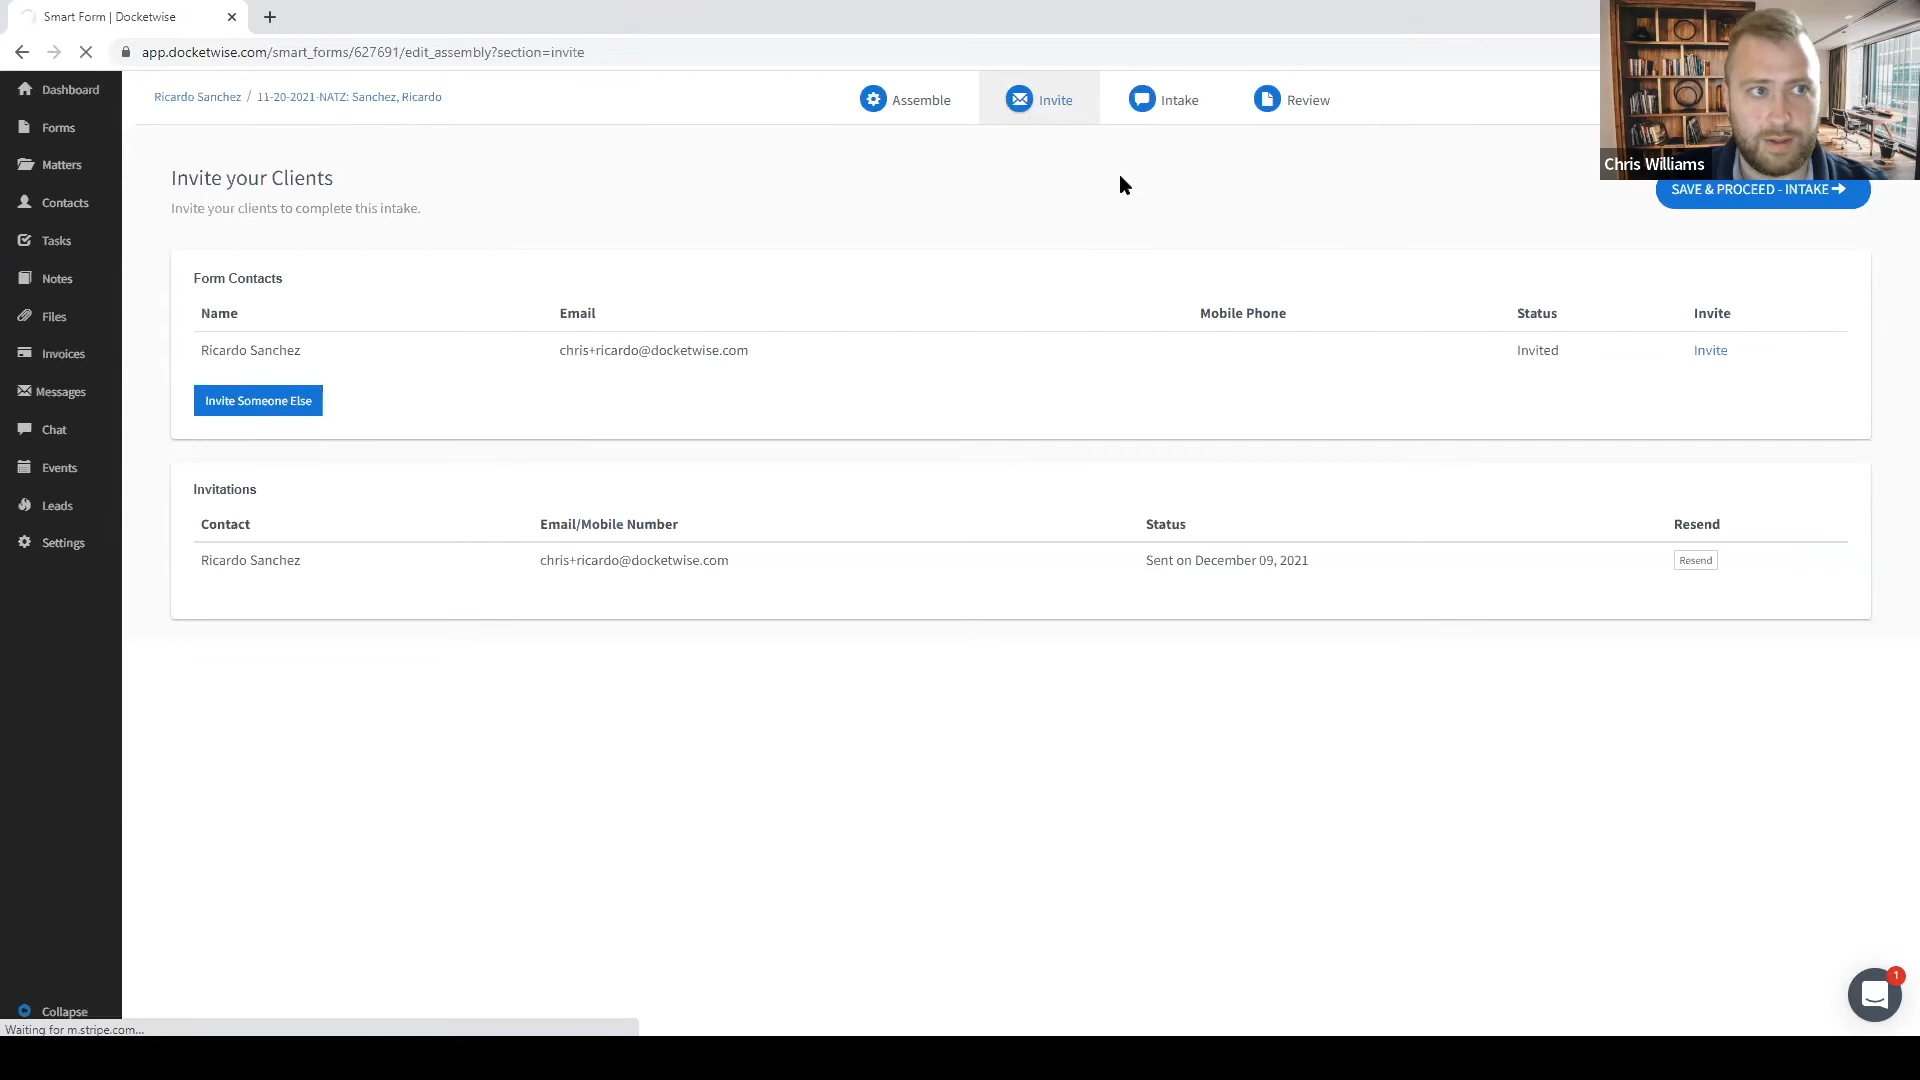 Smart Form | Docketwise
app.docketwise.com/smart_forms/627691/edit_assembly?section=invite
Dashboard
Forms
Matters
Contacts
Tasks
Notes
Files
Invoices
Messages
Chat
Events
Leads
Settings
Collapse
Ricardo Sanchez / 11-20-2021-NATZ: Sanchez, Ricardo
Assemble
Invite
Intake
Review
Chris Williams
SAVE & PROCEED - INTAKE
Invite your Clients
Invite your clients to complete this intake.
Form Contacts
Name Email Mobile Phone Status Invite
Ricardo Sanchez chris+ricardo@docketwise.com Invited Invite
Invite Someone Else
Invitations
Contact Email/Mobile Number Status Resend
Ricardo Sanchez chris+ricardo@docketwise.com Sent on December 09, 2021 Resend
1
Waiting for m.stripe.com...